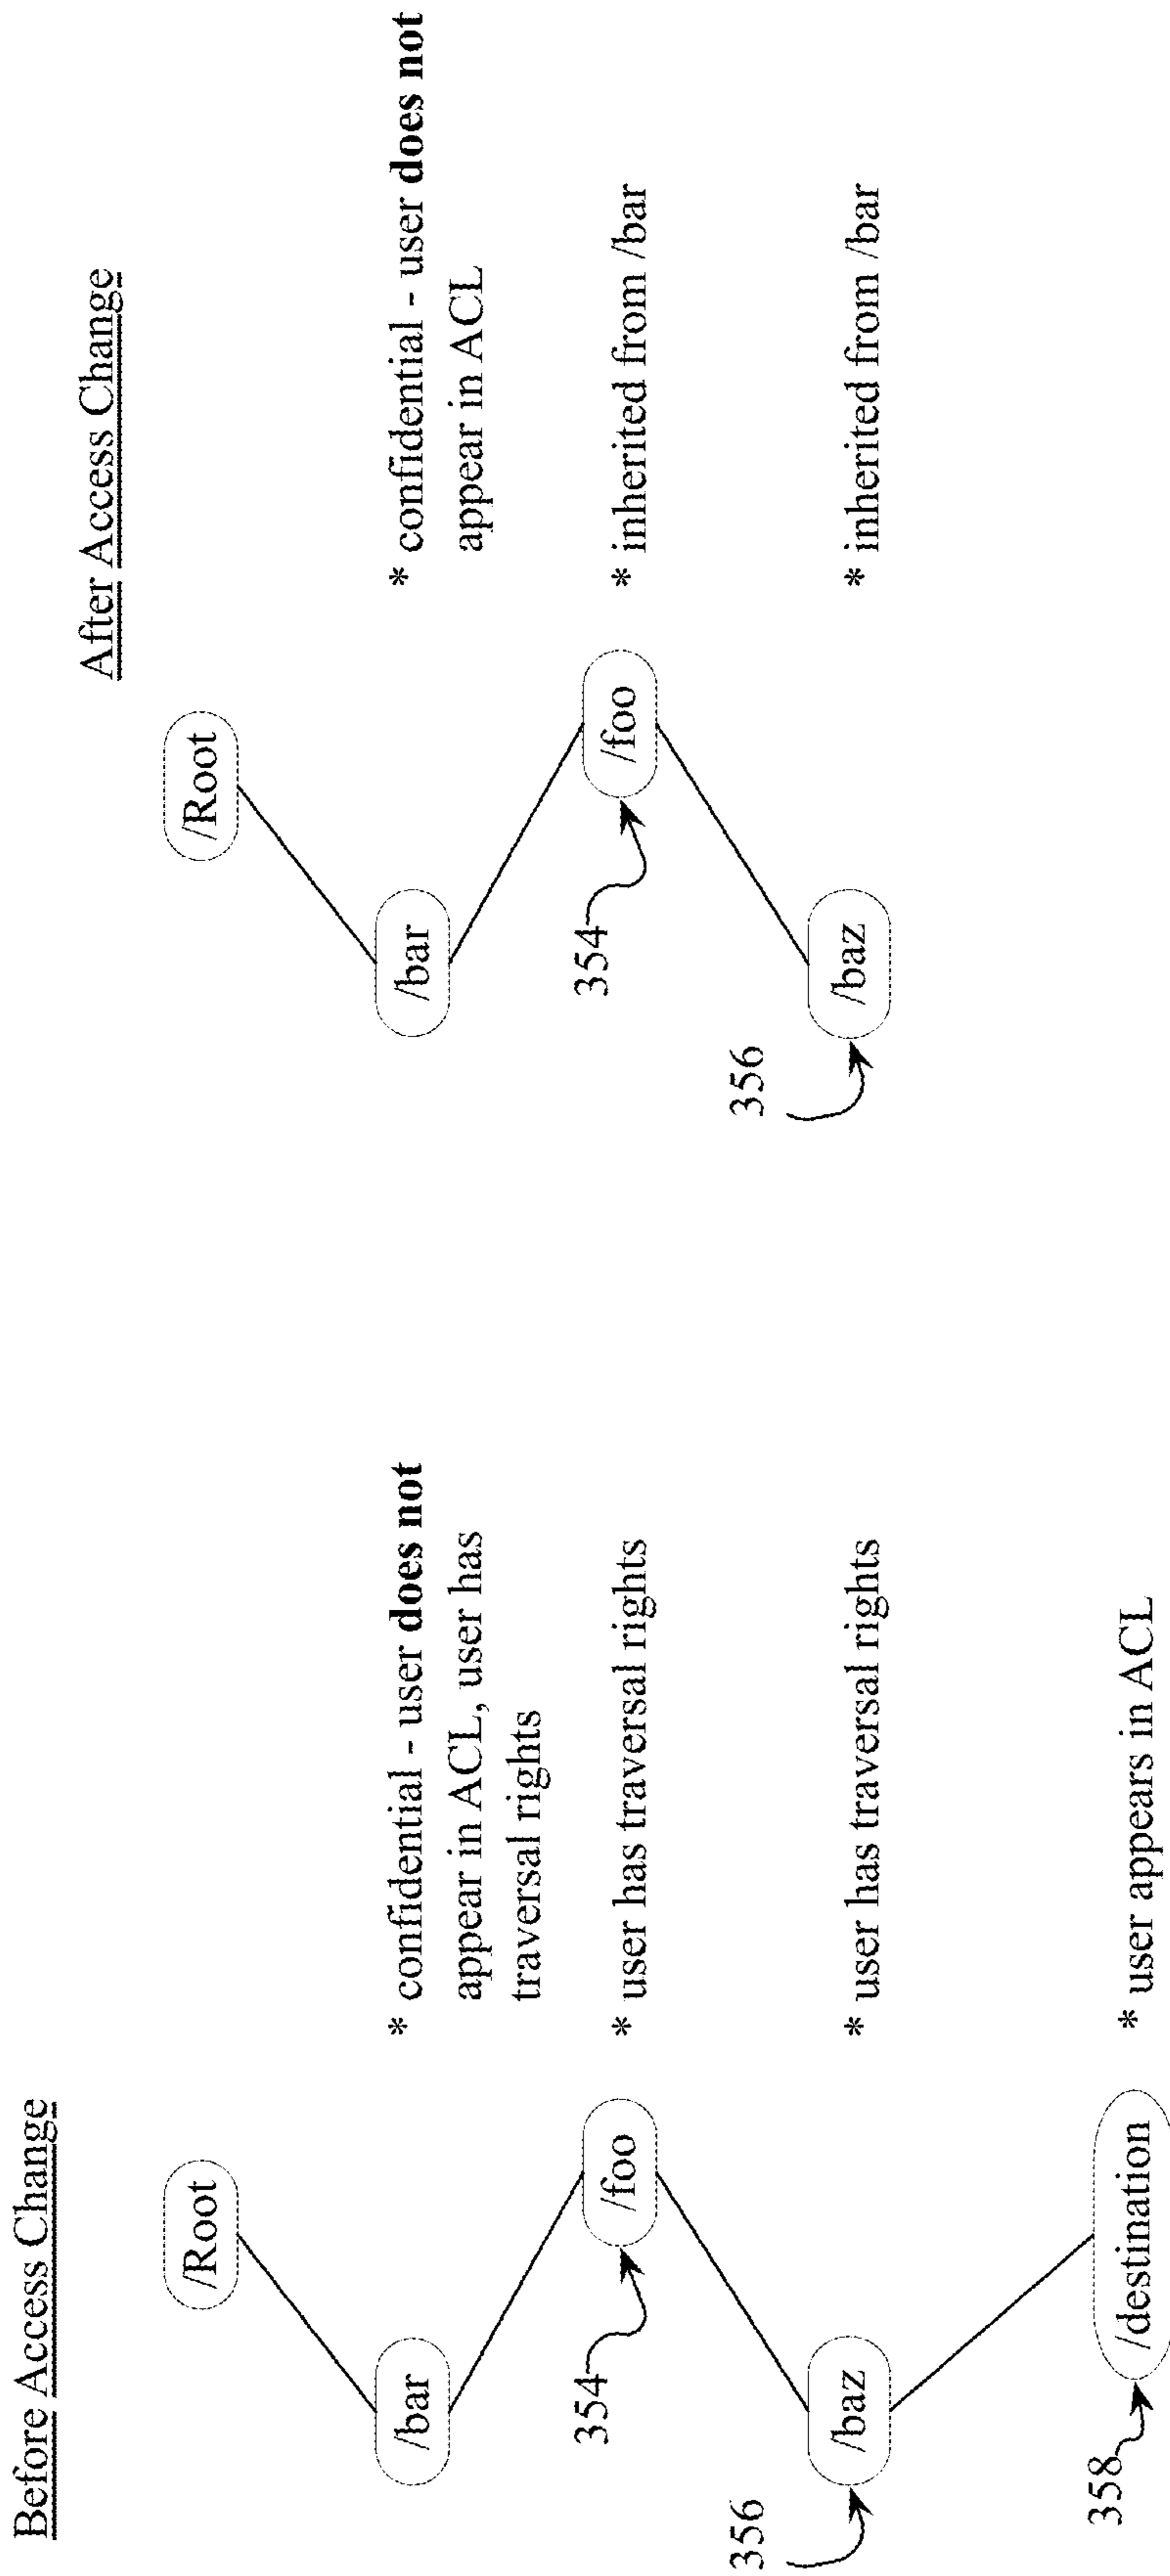 Before Access Change
/Root
/bar
* confidential - user does not
appear in ACL, user has
traversal rights
/foo
354
* user has traversal rights
/baz
356
* user has traversal rights
/destination
358
* user appears in ACL
After Access Change
/Root
/bar
* confidential - user does not
appear in ACL
/foo
354
* inherited from /bar
/baz
356
* inherited from /bar